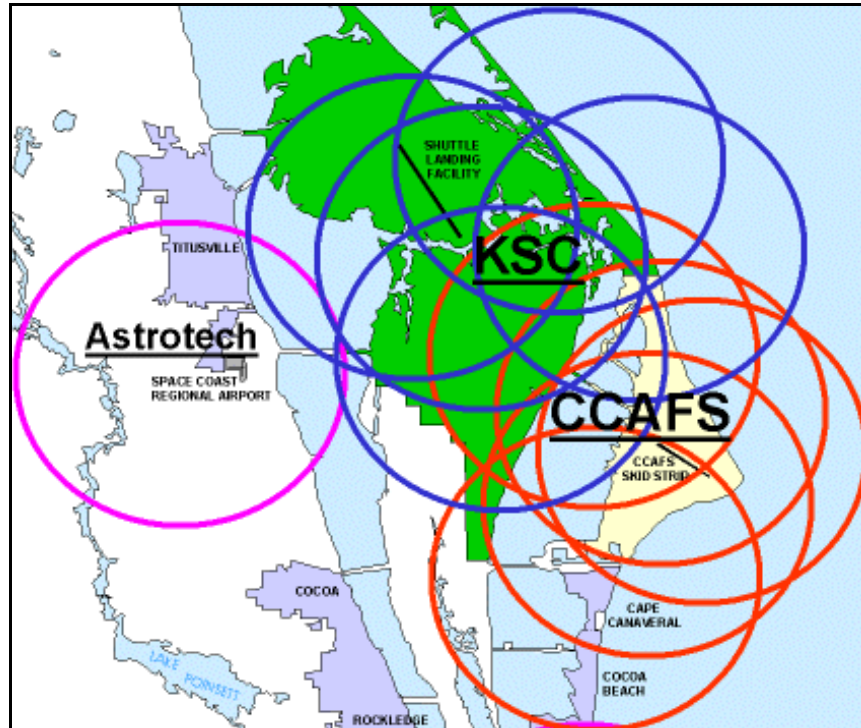 SHUTTLE
LANDING
FACILITY
TITUSVILLE
KSC
Astrotech
SPACE COAST
REGIONAL AIRPORT
CCAFS
CCAFS
SKID STRIP
COCOA
CAPE
CANAVERAL
LAKE POINSETT
COCOA
BEACH
ROCKLEDGE